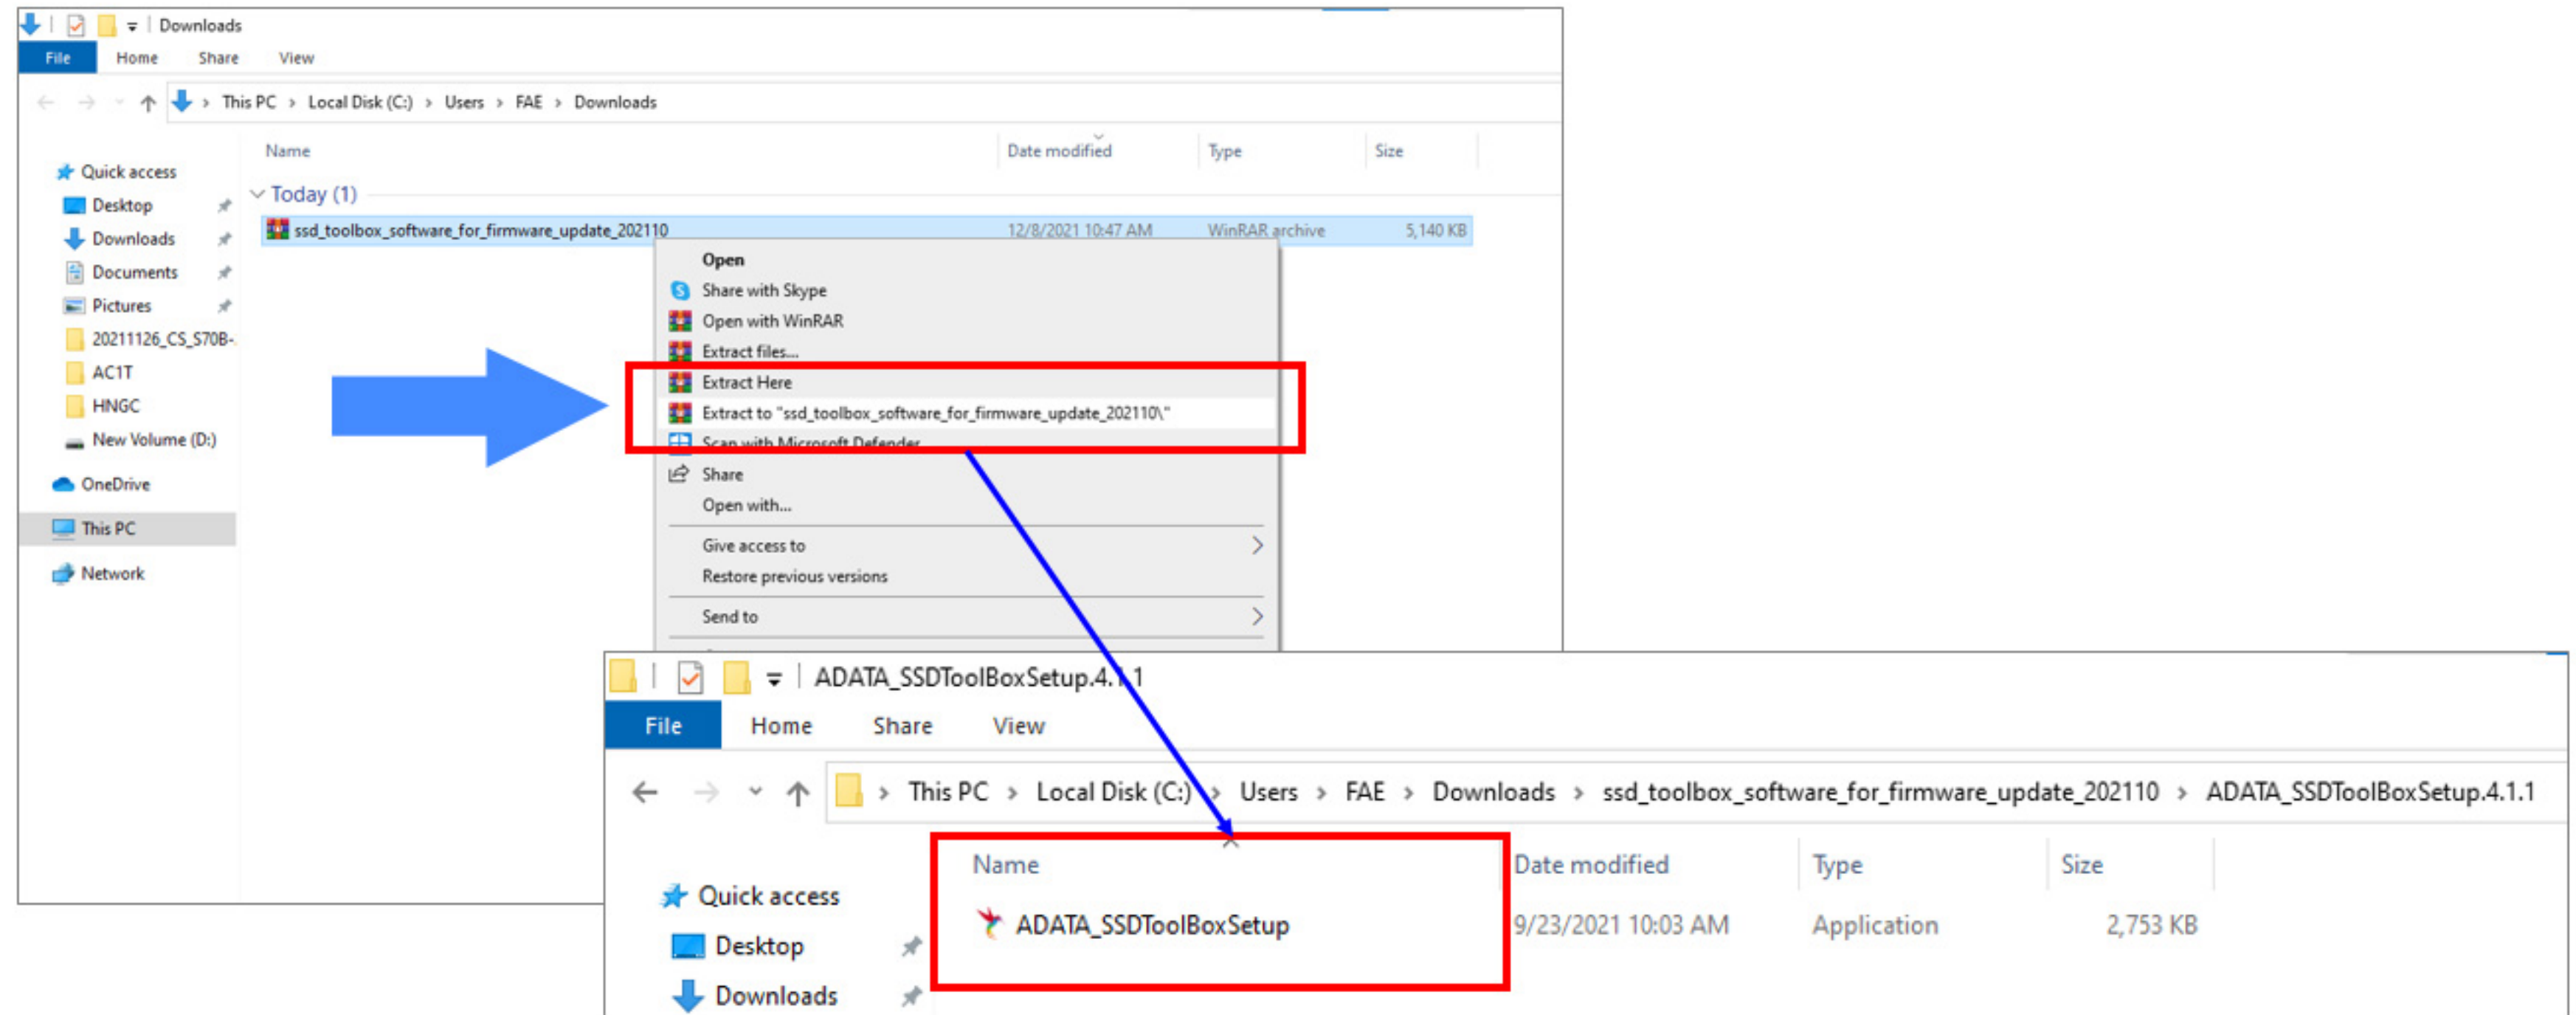 Downloads
File Home Share View
This PC > Local Disk (C:) > Users > FAE > Downloads
Name Date modified Type Size
Quick access
Today (1)
Desktop
ssd_toolbox_software_for_firmware_update_202110 12/8/2021 10:47 AM WinRAR archive 5,140 KB
Downloads
Documents
Pictures
20211126_CS_S70B-
AC1T
HNGC
New Volume (D:)
OneDrive
This PC
Network
Open
Share with Skype
Open with WinRAR
Extract files...
Extract Here
Extract to "ssd_toolbox_software_for_firmware_update_202110\"
Scan with Microsoft Defender
Share
Open with...
Give access to
Restore previous versions
Send to
ADATA_SSDToolBoxSetup.4.1.1
File Home Share View
This PC > Local Disk (C:) > Users > FAE > Downloads > ssd_toolbox_software_for_firmware_update_202110 > ADATA_SSDToolBoxSetup.4.1.1
Name Date modified Type Size
Quick access
ADATA_SSDToolBoxSetup 9/23/2021 10:03 AM Application 2,753 KB
Desktop
Downloads